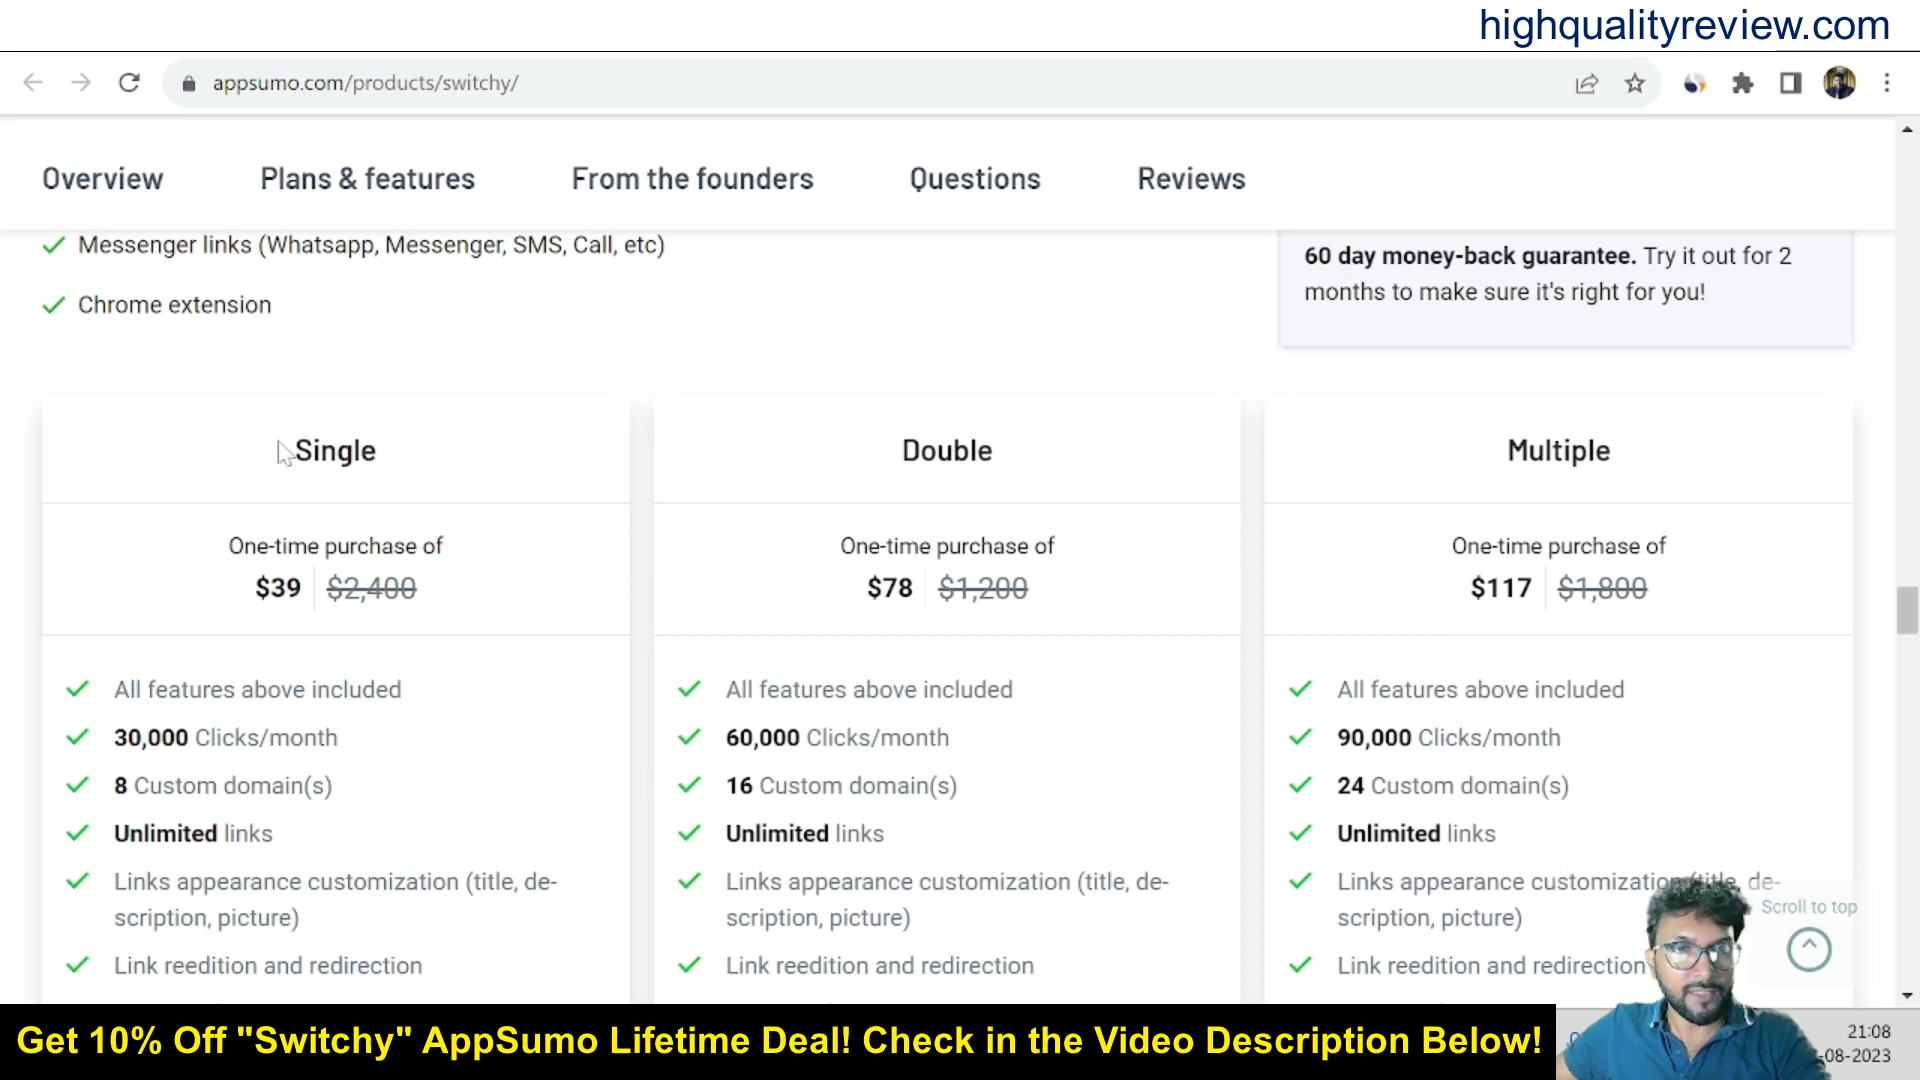 highqualityreview.com
appsumo.com/products/switchy/
Overview
Plans & features
From the founders
Questions
Reviews
Messenger links (Whatsapp, Messenger, SMS, Call, etc)
Chrome extension
60 day money-back guarantee. Try it out for 2
months to make sure it's right for you!
Single
One-time purchase of
$39 $2,400
All features above included
30,000 Clicks/month
8 Custom domain(s)
Unlimited links
Links appearance customization (title, de-
scription, picture)
Link reedition and redirection
Double
One-time purchase of
$78 $1,200
All features above included
60,000 Clicks/month
16 Custom domain(s)
Unlimited links
Links appearance customization (title, de-
scription, picture)
Link reedition and redirection
Multiple
One-time purchase of
$117 $1,800
All features above included
90,000 Clicks/month
24 Custom domain(s)
Unlimited links
Links appearance customization (title, de-
scription, picture)
Link reedition and redirection
Scroll to top
Get 10% Off "Switchy" AppSumo Lifetime Deal! Check in the Video Description Below!
21:08
-08-2023